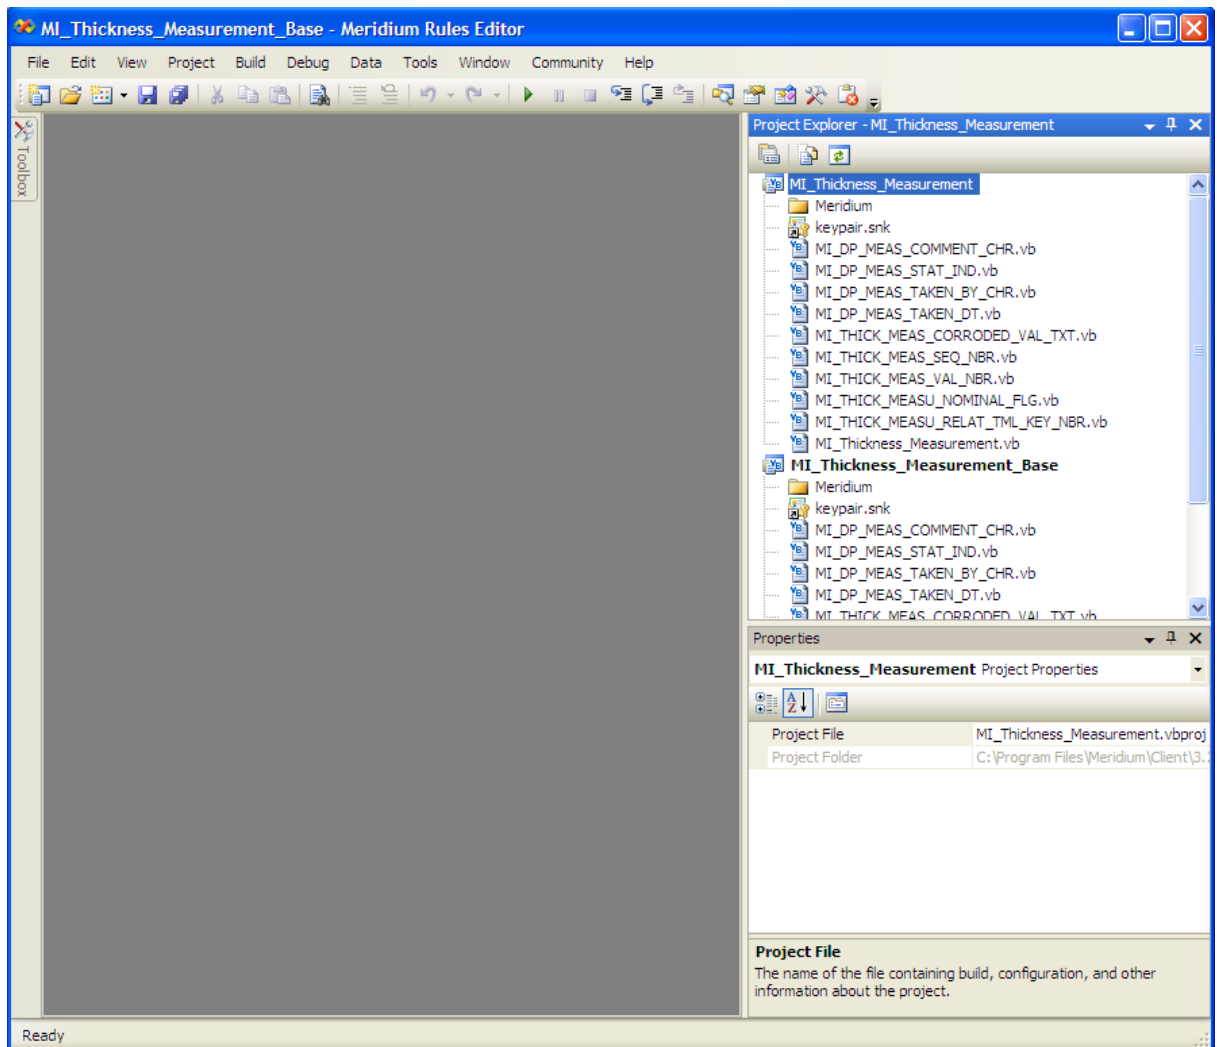 MI_Thickness_Measurement_Base - Meridium Rules Editor
File Edit View Project Build Debug Data Tools Window Community Help
Toolbox
Project Explorer - MI_Thickness_Measurement
MI_Thickness_Measurement
Meridium
keypair.snk
MI_DP_MEAS_COMMENT_CHR.vb
MI_DP_MEAS_STAT_IND.vb
MI_DP_MEAS_TAKEN_BY_CHR.vb
MI_DP_MEAS_TAKEN_DT.vb
MI_THICK_MEAS_CORRODED_VAL_TXT.vb
MI_THICK_MEAS_SEQ_NBR.vb
MI_THICK_MEAS_VAL_NBR.vb
MI_THICK_MEASU_NOMINAL_FLG.vb
MI_THICK_MEASU_RELAT_TML_KEY_NBR.vb
MI_Thickness_Measurement.vb
MI_Thickness_Measurement_Base
Meridium
keypair.snk
MI_DP_MEAS_COMMENT_CHR.vb
MI_DP_MEAS_STAT_IND.vb
MI_DP_MEAS_TAKEN_BY_CHR.vb
MI_DP_MEAS_TAKEN_DT.vb
MI_THICK_MEAS_CORRODED_VAL_TXT.vb
Properties
MI_Thickness_Measurement Project Properties
Project File MI_Thickness_Measurement.vbproj
Project Folder C:\Program Files\Meridium\Client\3.
Project File
The name of the file containing build, configuration, and other
information about the project.
Ready